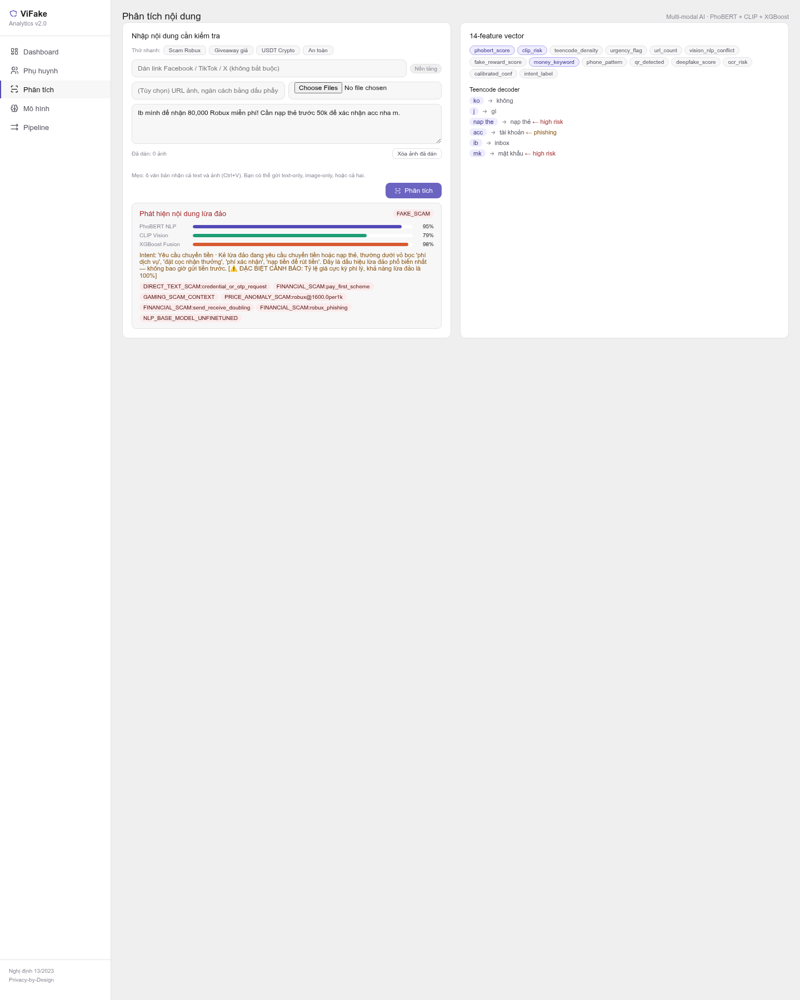 ViFake
Analytics v2.0
Dashboard
Phụ huynh
Phân tích
Mô hình
Pipeline
Nghị định 13/2023
Privacy-by-Design
Phân tích nội dung
Multi-modal AI · PhoBERT + CLIP + XGBoost
Nhập nội dung cần kiểm tra
Thử nhanh: Scam Robux Giveaway giả USDT Crypto An toàn
Dán link Facebook / TikTok / X (không bắt buộc) Nền tảng
(Tùy chọn) URL ảnh, ngăn cách bằng dấu phẩy Choose Files No file chosen
Ib mình để nhận 80,000 Robux miễn phí! Cần nạp thẻ trước 50k để xác nhận acc nha m.
Đã dán: 0 ảnh Xóa ảnh đã dán
Mẹo: ô văn bản nhận cả text và ảnh (Ctrl+V). Bạn có thể gửi text-only, image-only, hoặc cả hai.
Phân tích
Phát hiện nội dung lừa đảo FAKE_SCAM
PhoBERT NLP 95%
CLIP Vision 79%
XGBoost Fusion 98%
Intent: Yêu cầu chuyển tiền · Kẻ lừa đảo đang yêu cầu chuyển tiền hoặc nạp thẻ, thường dưới vỏ bọc 'phí
dịch vụ', 'đặt cọc nhận thưởng', 'phí xác nhận', 'nạp tiền để rút tiền'. Đây là dấu hiệu lừa đảo phổ biến nhất
— không bao giờ gửi tiền trước. [⚠️ ĐẶC BIỆT CẢNH BÁO: Tỷ lệ giá cực kỳ phi lý, khả năng lừa đảo là
100%]
DIRECT_TEXT_SCAM:credential_or_otp_request FINANCIAL_SCAM:pay_first_scheme
GAMING_SCAM_CONTEXT PRICE_ANOMALY_SCAM:robux@1600.0per1k
FINANCIAL_SCAM:send_receive_doubling FINANCIAL_SCAM:robux_phishing
NLP_BASE_MODEL_UNFINETUNED
14-feature vector
phobert_score clip_risk teencode_density urgency_flag url_count vision_nlp_conflict
fake_reward_score money_keyword phone_pattern qr_detected deepfake_score ocr_risk
calibrated_conf intent_label
Teencode decoder
ko → không
j → gì
nap the → nạp thẻ ← high risk
acc → tài khoản ← phishing
ib → inbox
mk → mật khẩu ← high risk